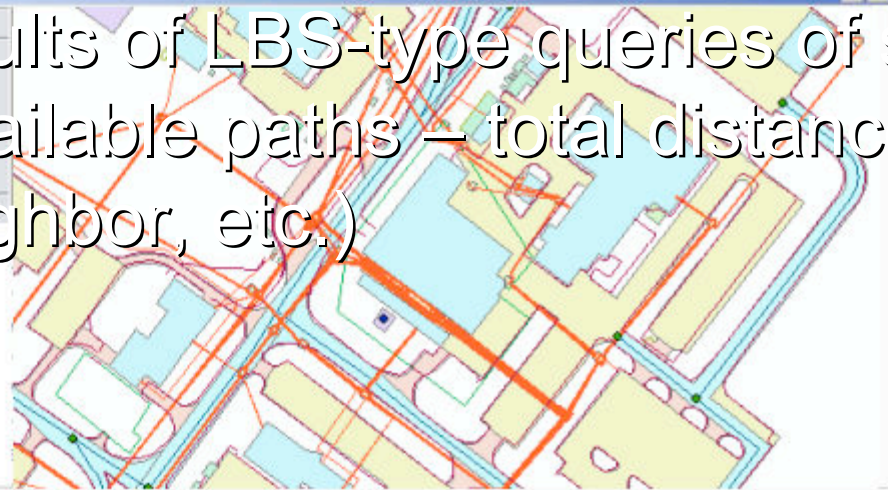 ults of LBS-type queries of
ailable paths – total distanc
ghbor, etc.)